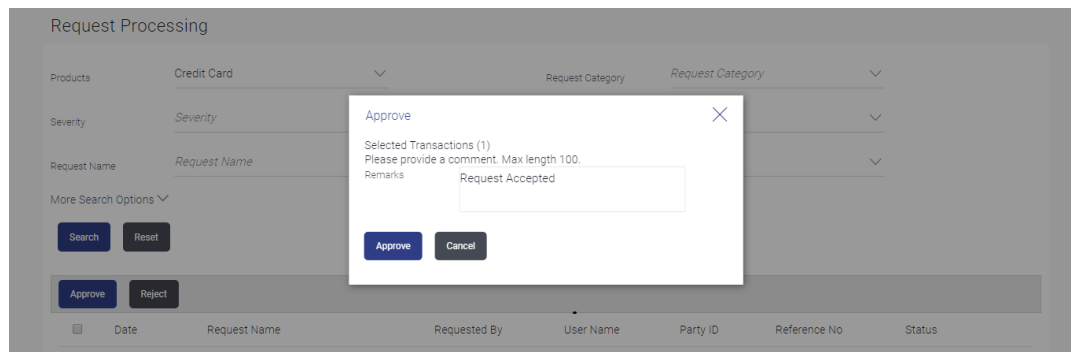 Request Processing
Products Credit Card Request Category Request Category
Approve
Severity Severity
Selected Transactions (1)
Please provide a comment. Max length 100.
Request Name Request Name
Remarks Request Accepted
More Search Options
Search Reset
Approve Cancel
Approve Reject
Date Request Name Requested By User Name Party ID Reference No Status